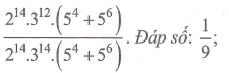 2^14.3^12.(5^4 + 5^6)
2^14.3^14.(5^4 + 5^6) . Đáp số: 1/9;